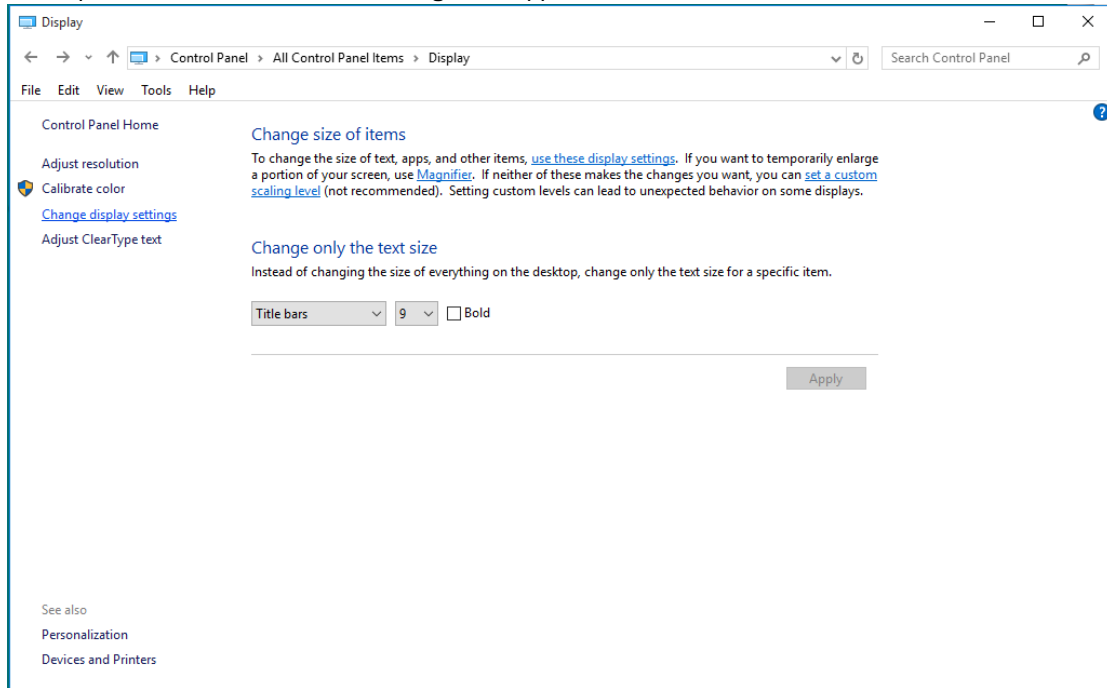 Display
Control Panel > All Control Panel Items > Display
Search Control Panel
File Edit View Tools Help
Control Panel Home
Adjust resolution
Calibrate color
Change display settings
Adjust ClearType text
Change size of items
To change the size of text, apps, and other items, use these display settings. If you want to temporarily enlarge
a portion of your screen, use Magnifier. If neither of these makes the changes you want, you can set a custom
scaling level (not recommended). Setting custom levels can lead to unexpected behavior on some displays.
Change only the text size
Instead of changing the size of everything on the desktop, change only the text size for a specific item.
Title bars 9 Bold
Apply
See also
Personalization
Devices and Printers